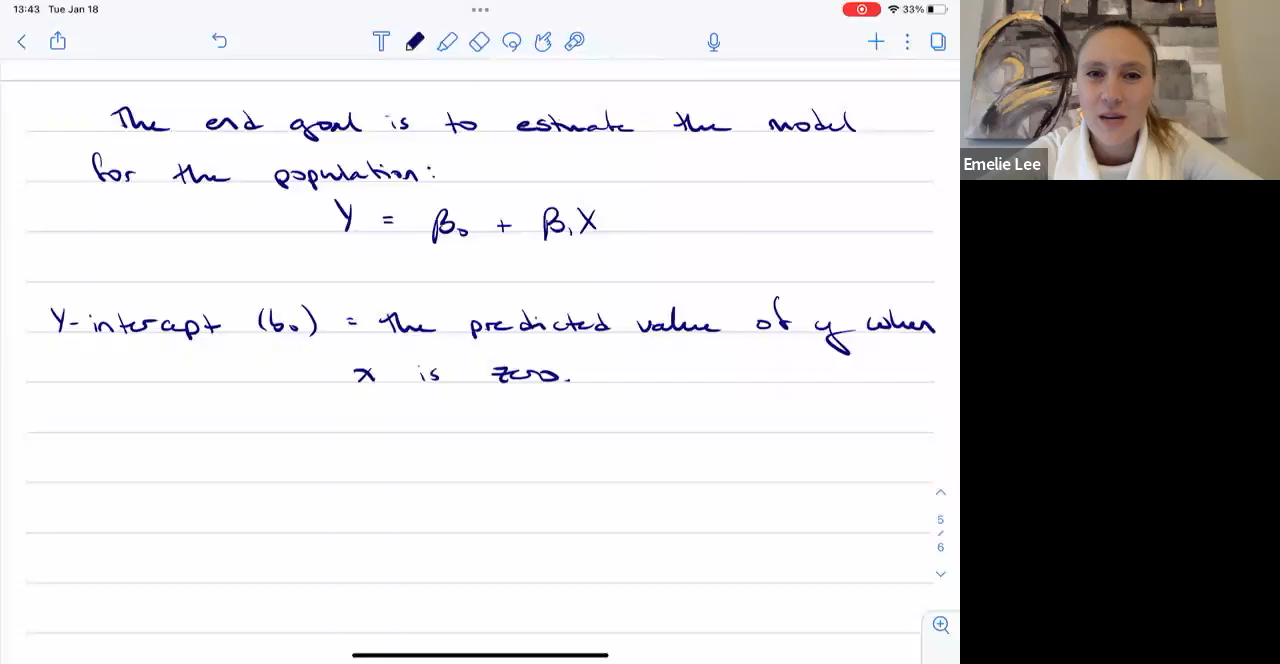 13:43 Tue Jan 18
33%
The end goal is to estimate the model
for the population:
Y = β₀ + β₁X
Y-intercept (b₀) = the predicted value of y when
x is zero.
5
/
6
Emelie Lee